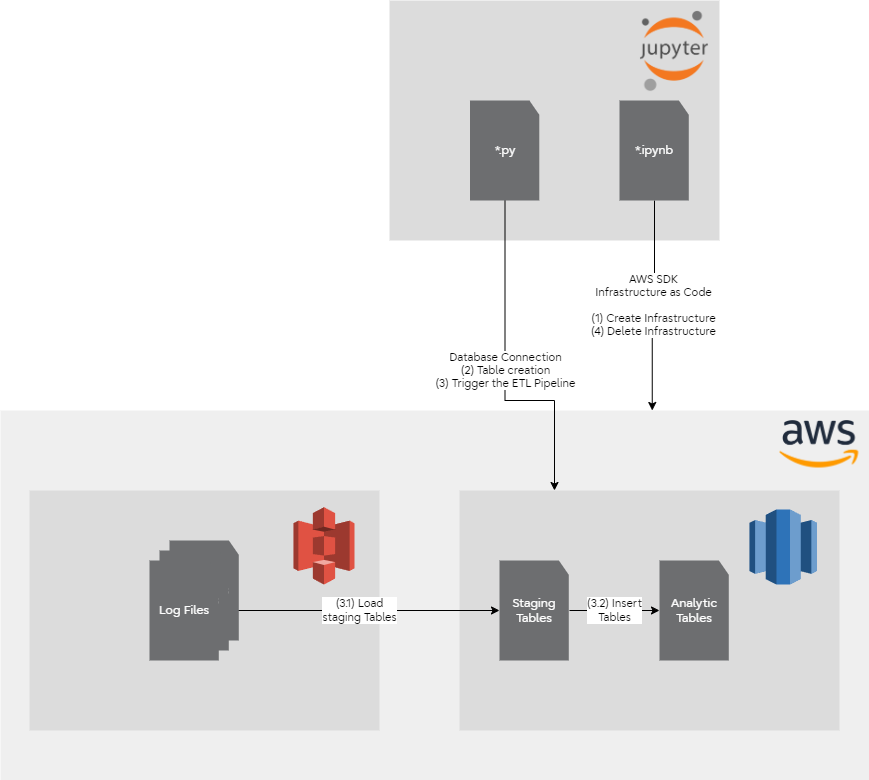 jupyter
*.py
*.ipynb
AWS SDK
Infrastructure as Code
(1) Create Infrastructure
(4) Delete Infrastructure
Database Connection
(2) Table creation
(3) Trigger the ETL Pipeline
aws
Log Files
(3.1) Load
staging Tables
Staging
Tables
(3.2) Insert
Tables
Analytic
Tables